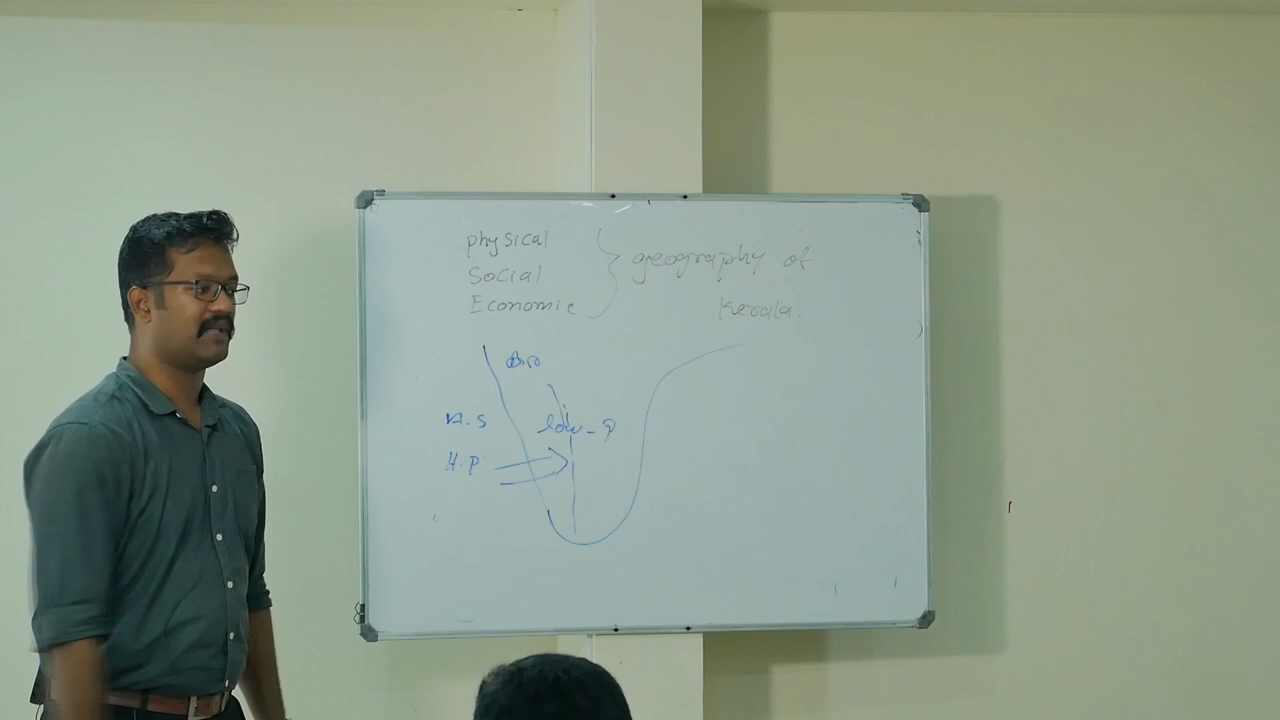 physical
Social
Economic
geography of
Kerala.
A.S
low-P
H.P